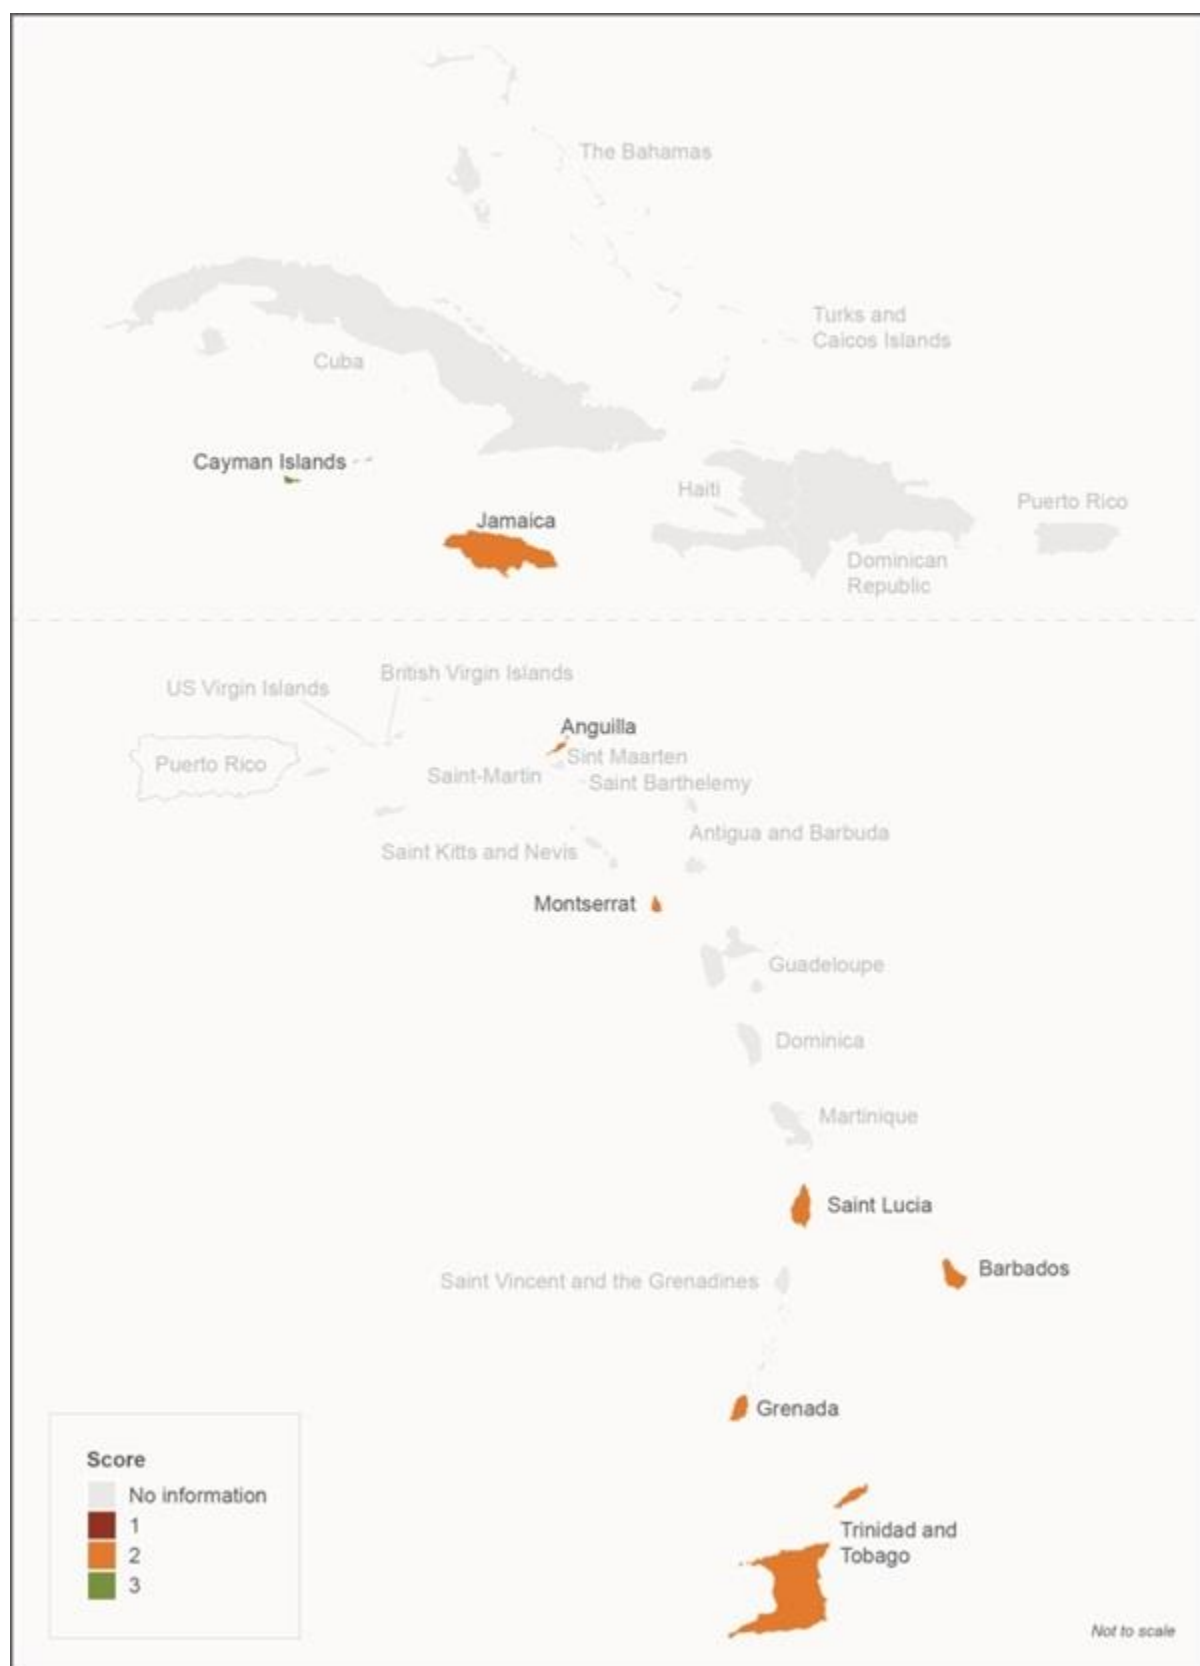 The Bahamas
Turks and
Caicos Islands
Cuba
Cayman Islands
Haiti
Puerto Rico
Jamaica
Dominican
Republic
British Virgin Islands
US Virgin Islands
Anguilla
Sint Maarten
Puerto Rico
Saint-Martin
Saint Barthelemy
Antigua and Barbuda
Saint Kitts and Nevis
Montserrat
Guadeloupe
Dominica
Martinique
Saint Lucia
Barbados
Saint Vincent and the Grenadines
Grenada
Trinidad and
Tobago
Score
No information
1
2
3
Not to scale